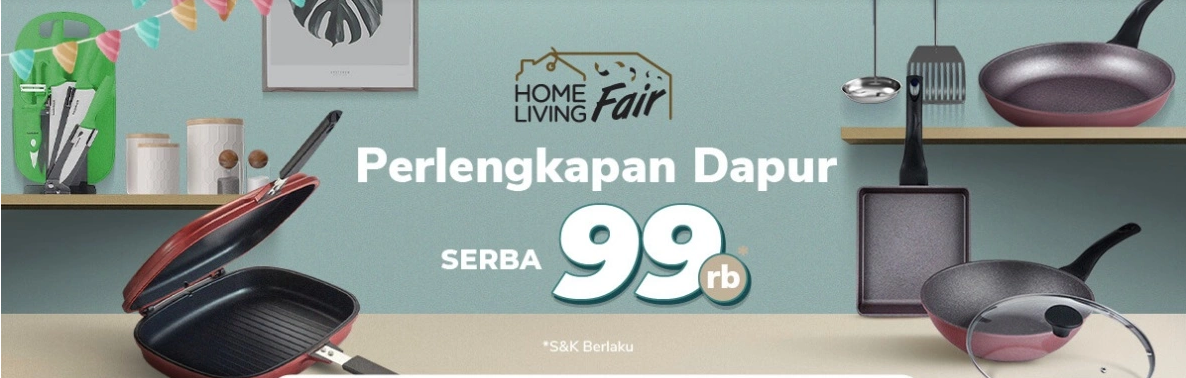 HOME
LIVING Fair
Perlengkapan Dapur
SERBA 99rb*
*S&K Berlaku